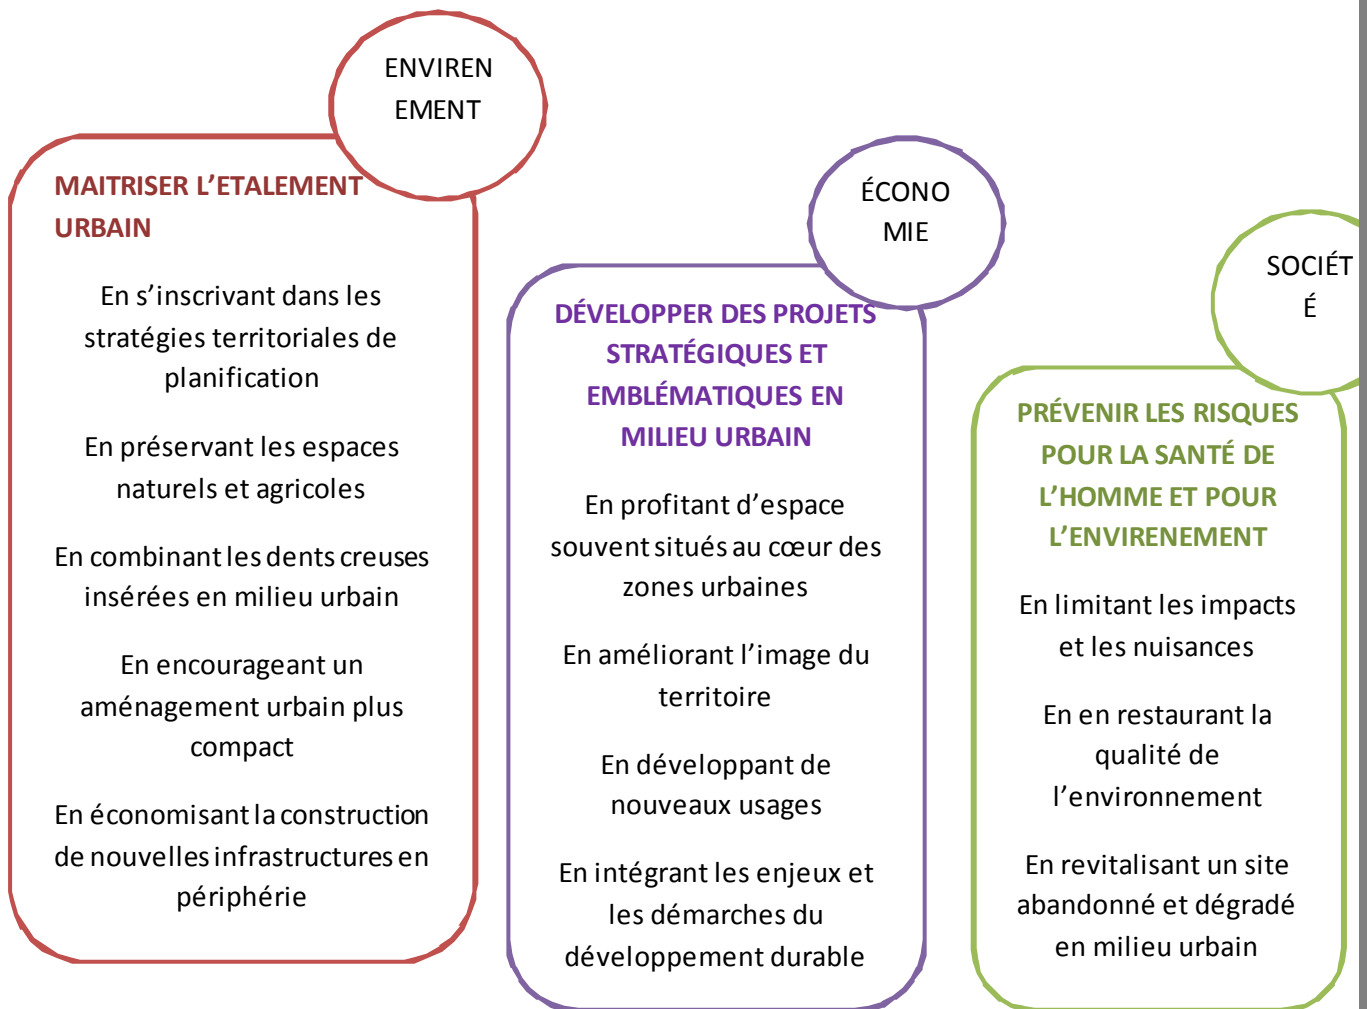 ENVIREN
EMENT
MAITRISER L’ETALEMENT
URBAIN
En s’inscrivant dans les
stratégies territoriales de
planification
En préservant les espaces
naturels et agricoles
En combinant les dents creuses
insérées en milieu urbain
En encourageant un
aménagement urbain plus
compact
En économisant la construction
de nouvelles infrastructures en
périphérie
ÉCONO
MIE
DÉVELOPPER DES PROJETS
STRATÉGIQUES ET
EMBLÉMATIQUES EN
MILIEU URBAIN
En profitant d’espace
souvent situés au cœur des
zones urbaines
En améliorant l’image du
territoire
En développant de
nouveaux usages
En intégrant les enjeux et
les démarches du
développement durable
SOCIÉT
É
PRÉVENIR LES RISQUES
POUR LA SANTÉ DE
L’HOMME ET POUR
L’ENVIRENEMENT
En limitant les impacts
et les nuisances
En en restaurant la
qualité de
l’environnement
En revitalisant un site
abandonné et dégradé
en milieu urbain